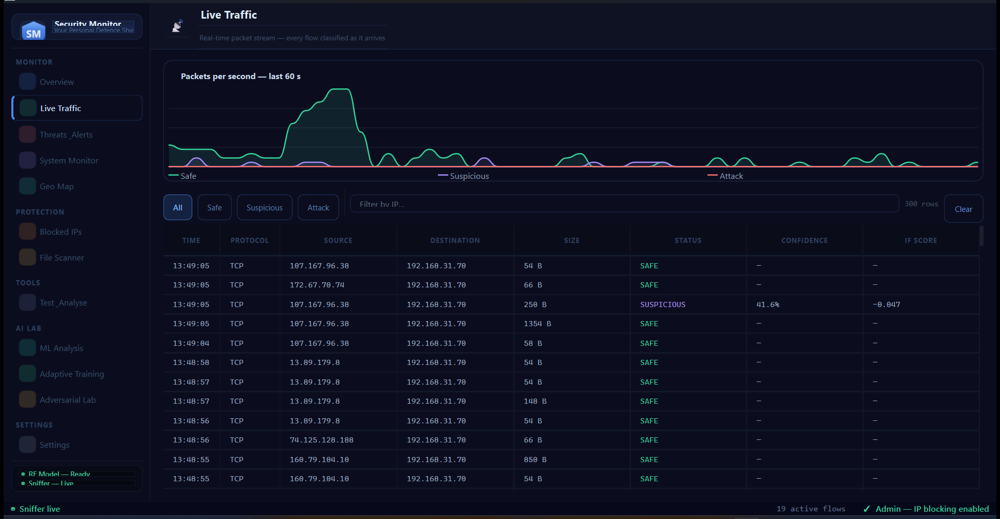 SM
Security Monitor
Your Personal Defence Shie
MONITOR
Overview
Live Traffic
Threats _Alerts
System Monitor
Geo Map
PROTECTION
Blocked IPs
File Scanner
TOOLS
Test _Analyse
AI LAB
ML Analysis
Adaptive Training
Adversarial Lab
SETTINGS
Settings
RF Model — Ready
Sniffer — Live
Live Traffic
Real-time packet stream — every flow classified as it arrives
Packets per second — last 60 s
Safe Suspicious Attack
All Safe Suspicious Attack Filter by IP... 300 rows Clear
TIME PROTOCOL SOURCE DESTINATION SIZE STATUS CONFIDENCE IF SCORE
13:49:05 TCP 107.167.96.38 192.168.31.70 54 B SAFE — —
13:49:05 TCP 172.67.70.74 192.168.31.70 66 B SAFE — —
13:49:05 TCP 107.167.96.38 192.168.31.70 250 B SUSPICIOUS 41.6% −0.047
13:49:05 TCP 107.167.96.38 192.168.31.70 1354 B SAFE — —
13:49:04 TCP 107.167.96.38 192.168.31.70 58 B SAFE — —
13:48:58 TCP 13.89.179.8 192.168.31.70 54 B SAFE — —
13:48:57 TCP 13.89.179.8 192.168.31.70 54 B SAFE — —
13:48:57 TCP 13.89.179.8 192.168.31.70 148 B SAFE — —
13:48:56 TCP 13.89.179.8 192.168.31.70 54 B SAFE — —
13:48:56 TCP 74.125.128.188 192.168.31.70 66 B SAFE — —
13:48:55 TCP 160.79.104.10 192.168.31.70 850 B SAFE — —
13:48:55 TCP 160.79.104.10 192.168.31.70 54 B SAFE — —
Sniffer live
19 active flows
✓ Admin — IP blocking enabled